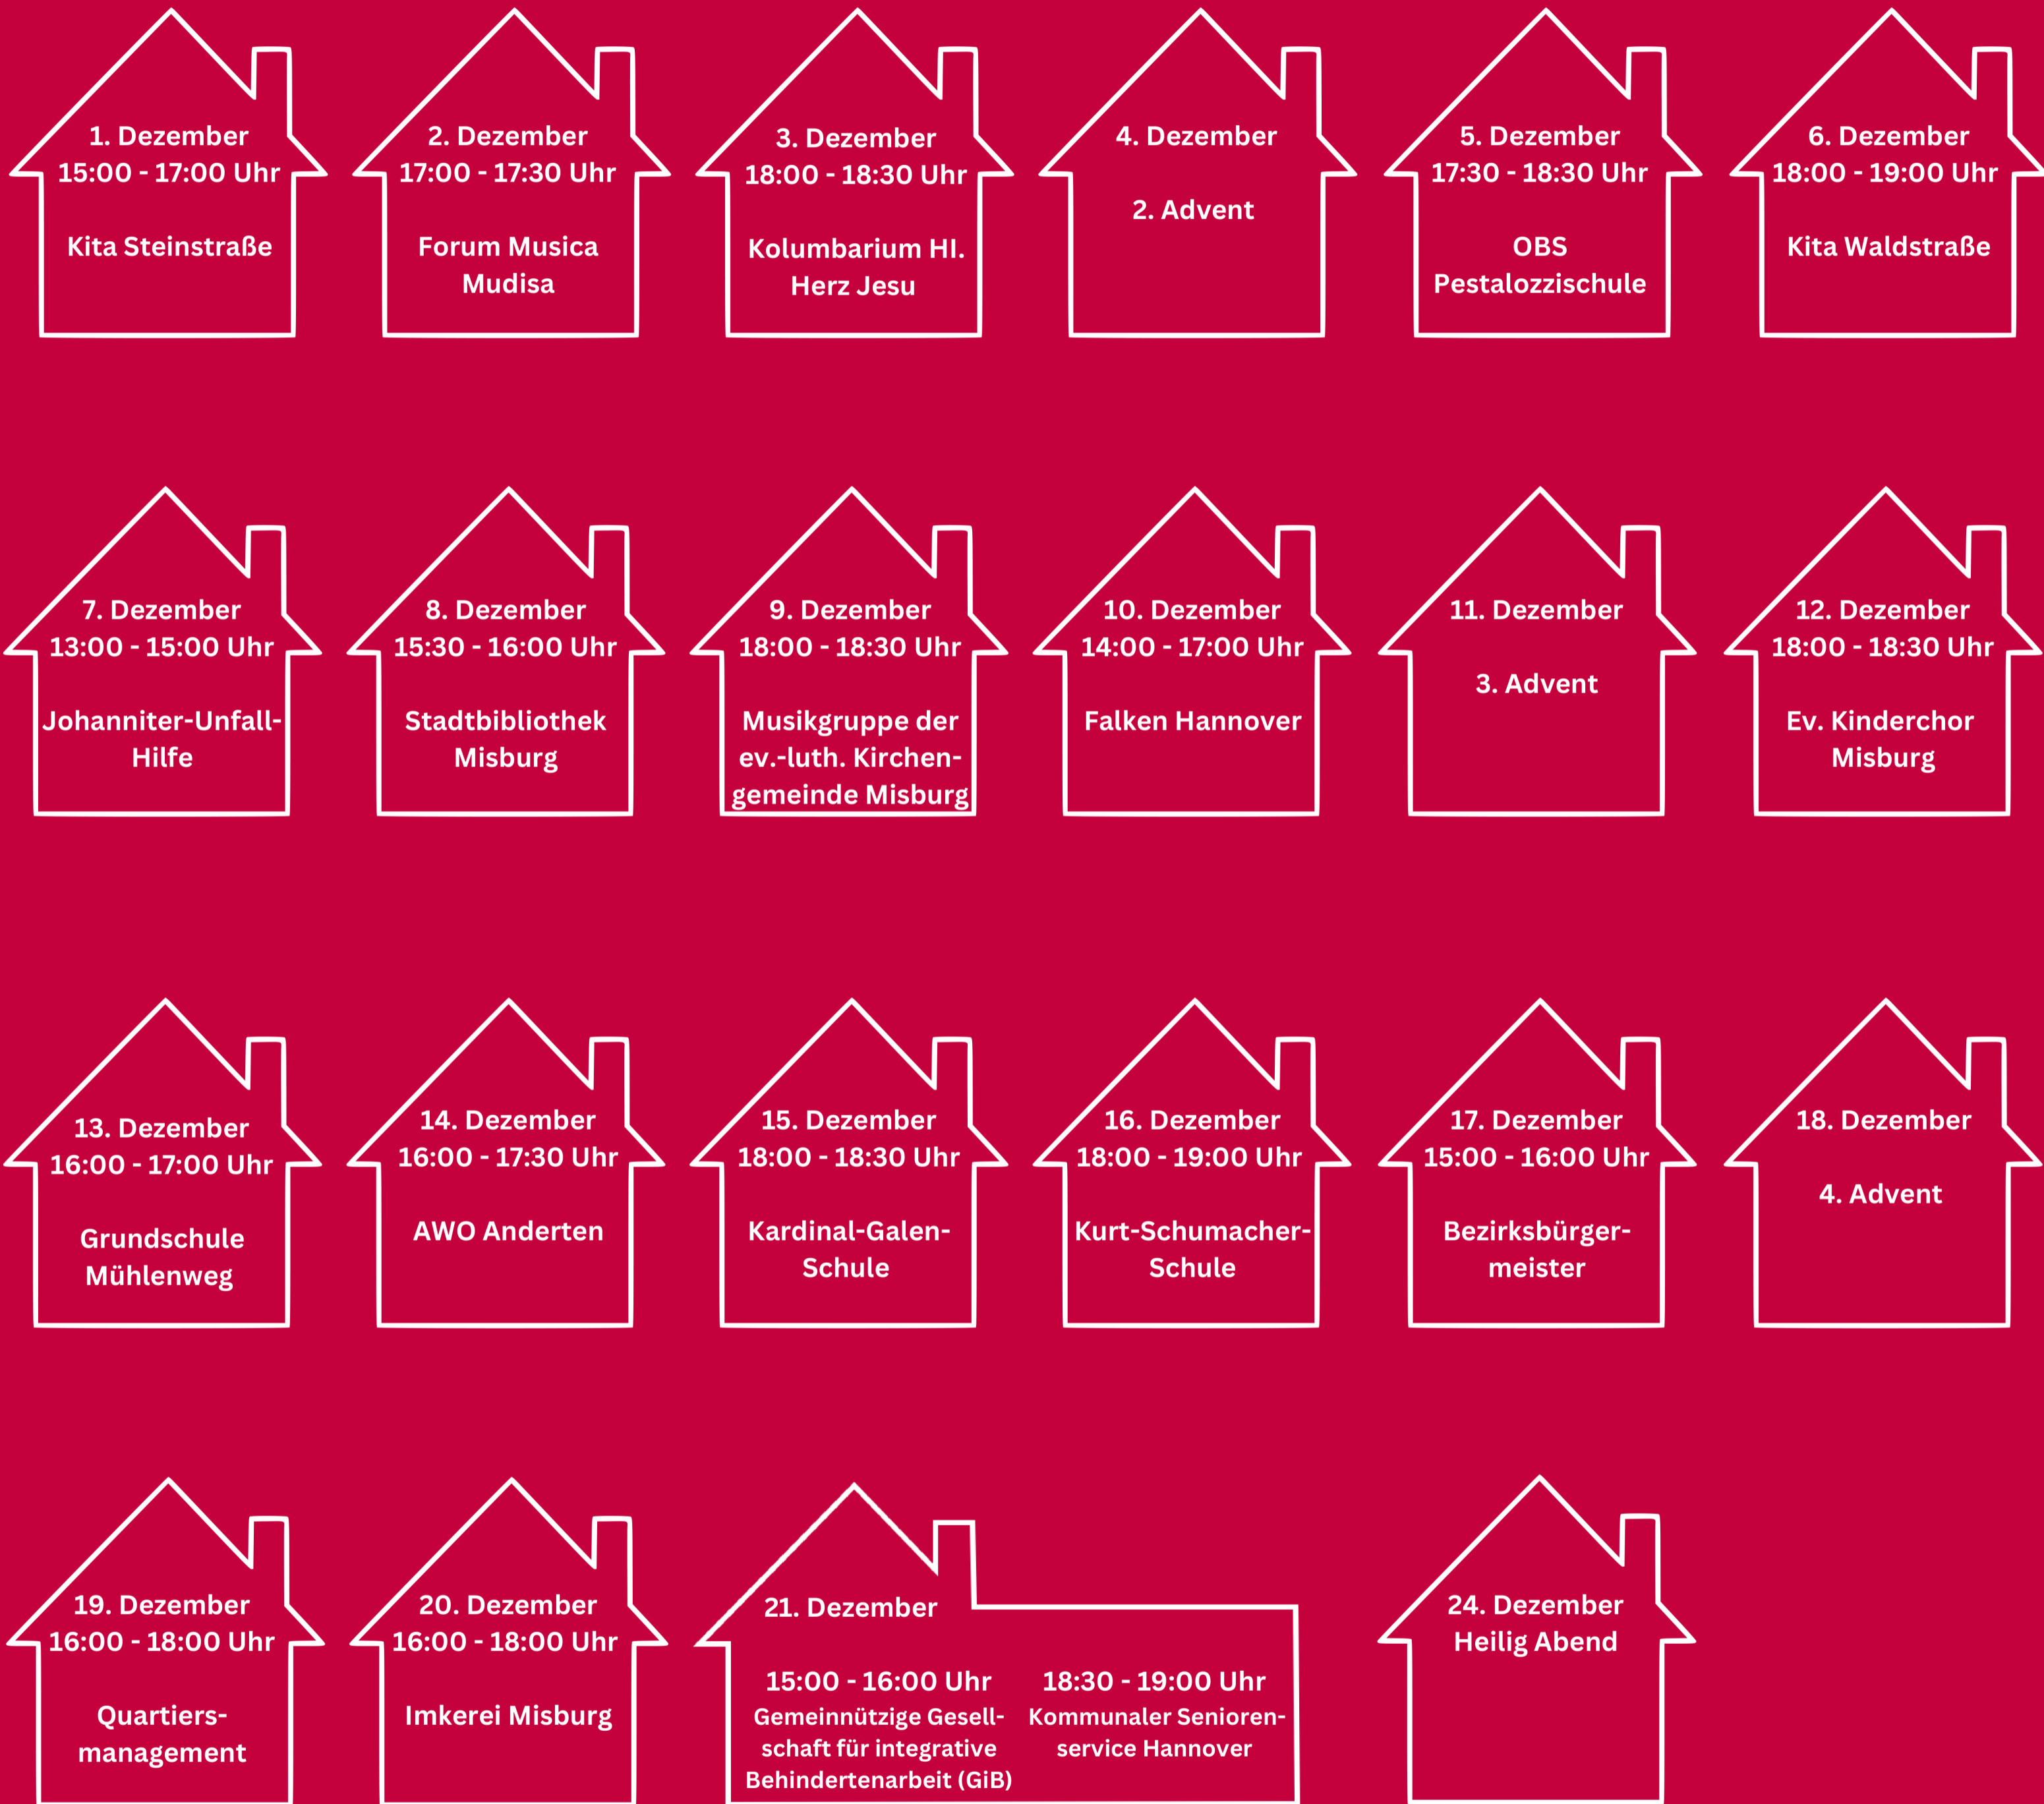 1. Dezember
15:00 - 17:00 Uhr
Kita Steinstraße
2. Dezember
17:00 - 17:30 Uhr
Forum Musica
Mudisa
3. Dezember
18:00 - 18:30 Uhr
Kolumbarium Hl.
Herz Jesu
4. Dezember
2. Advent
5. Dezember
17:30 - 18:30 Uhr
OBS
Pestalozzischule
6. Dezember
18:00 - 19:00 Uhr
Kita Waldstraße
7. Dezember
13:00 - 15:00 Uhr
Johanniter-Unfall-
Hilfe
8. Dezember
15:30 - 16:00 Uhr
Stadtbibliothek
Misburg
9. Dezember
18:00 - 18:30 Uhr
Musikgruppe der
ev.-luth. Kirchen-
gemeinde Misburg
10. Dezember
14:00 - 17:00 Uhr
Falken Hannover
11. Dezember
3. Advent
12. Dezember
18:00 - 18:30 Uhr
Ev. Kinderchor
Misburg
13. Dezember
16:00 - 17:00 Uhr
Grundschule
Mühlenweg
14. Dezember
16:00 - 17:30 Uhr
AWO Anderten
15. Dezember
18:00 - 18:30 Uhr
Kardinal-Galen-
Schule
16. Dezember
18:00 - 19:00 Uhr
Kurt-Schumacher-
Schule
17. Dezember
15:00 - 16:00 Uhr
Bezirksbürger-
meister
18. Dezember
4. Advent
19. Dezember
16:00 - 18:00 Uhr
Quartiers-
management
20. Dezember
16:00 - 18:00 Uhr
Imkerei Misburg
21. Dezember
15:00 - 16:00 Uhr
Gemeinnützige Gesell-
schaft für integrative
Behindertenarbeit (GiB)
18:30 - 19:00 Uhr
Kommunaler Senioren-
service Hannover
24. Dezember
Heilig Abend